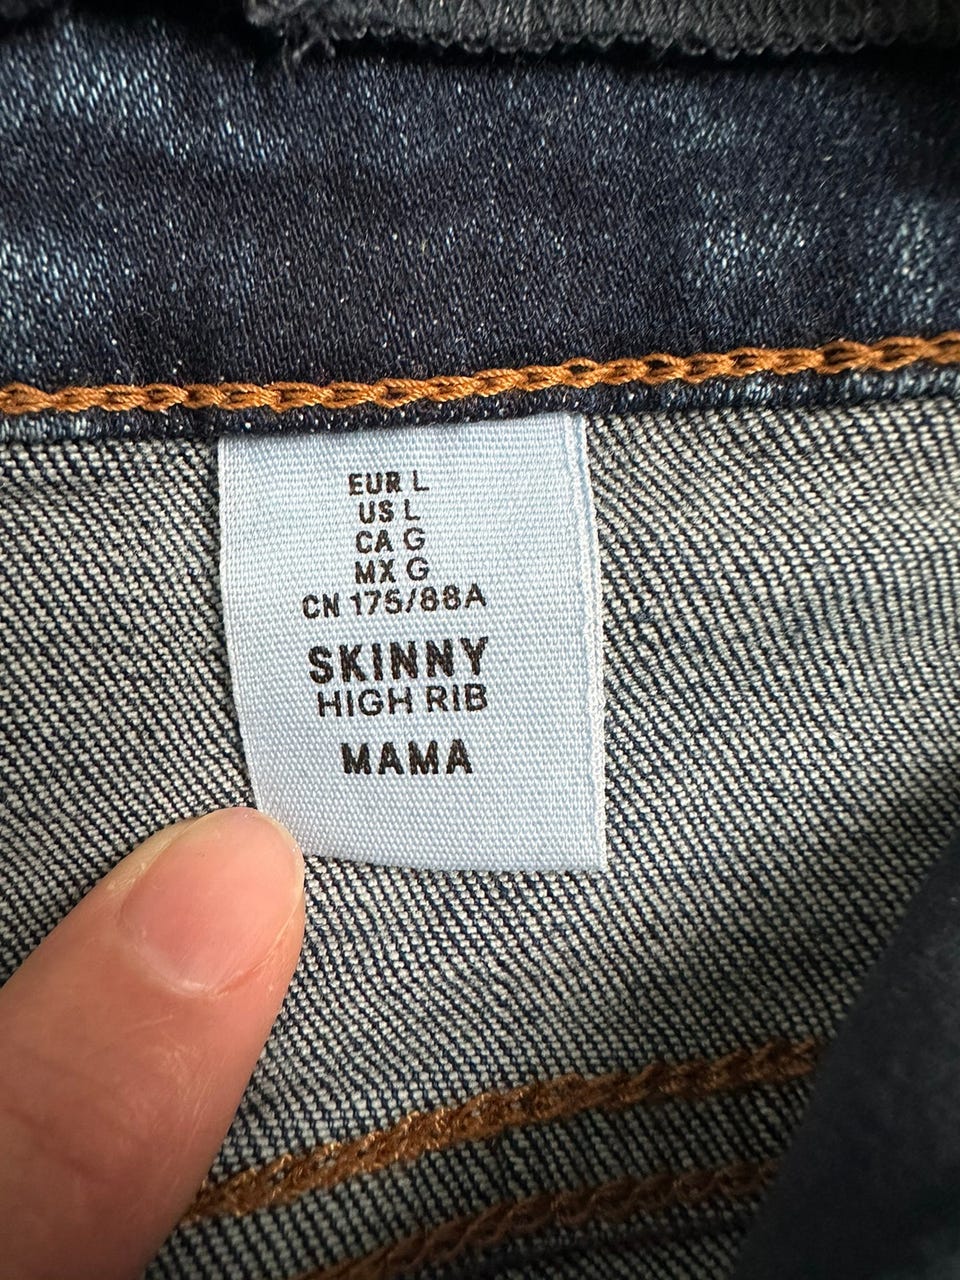 EUR L
US L
CA G
MX G
CN 175/88A
SKINNY
HIGH RIB
MAMA